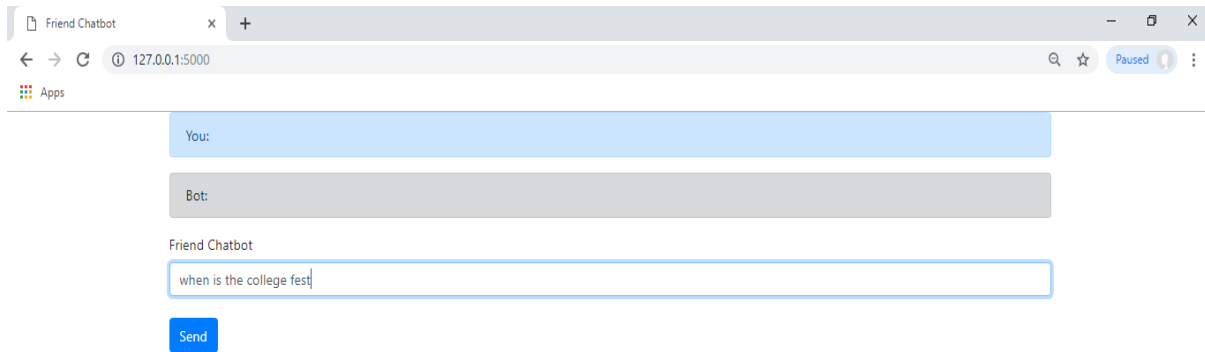 Friend Chatbot
127.0.0.1:5000
Paused
Apps
You:
Bot:
Friend Chatbot
when is the college fest
Send